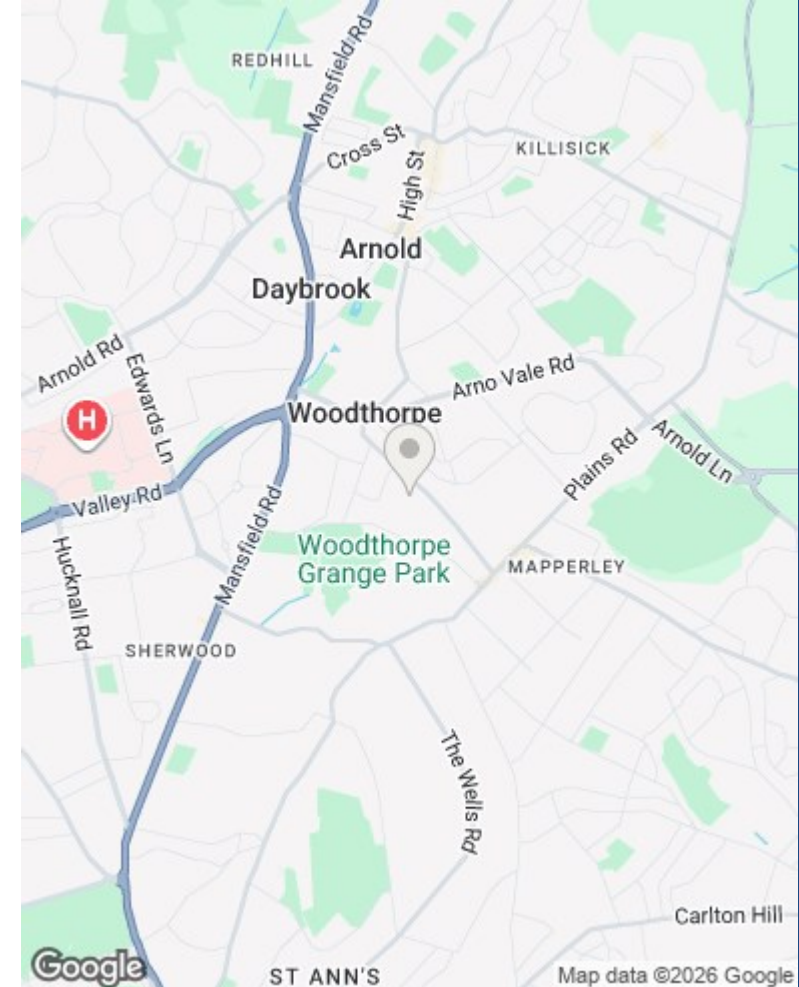 REDHILL
Mansfield Rd
Cross St
High St
KILLISICK
Arnold
Daybrook
Arnold Rd
Edwards Ln
Arno Vale Rd
H
Woodthorpe
Plains Rd
Arnold Ln
Valley Rd
Mansfield Rd
Hucknall Rd
Woodthorpe
Grange Park
MAPPERLEY
SHERWOOD
The Wells Rd
Carlton Hill
Google
ST ANN'S
Map data ©2026 Google